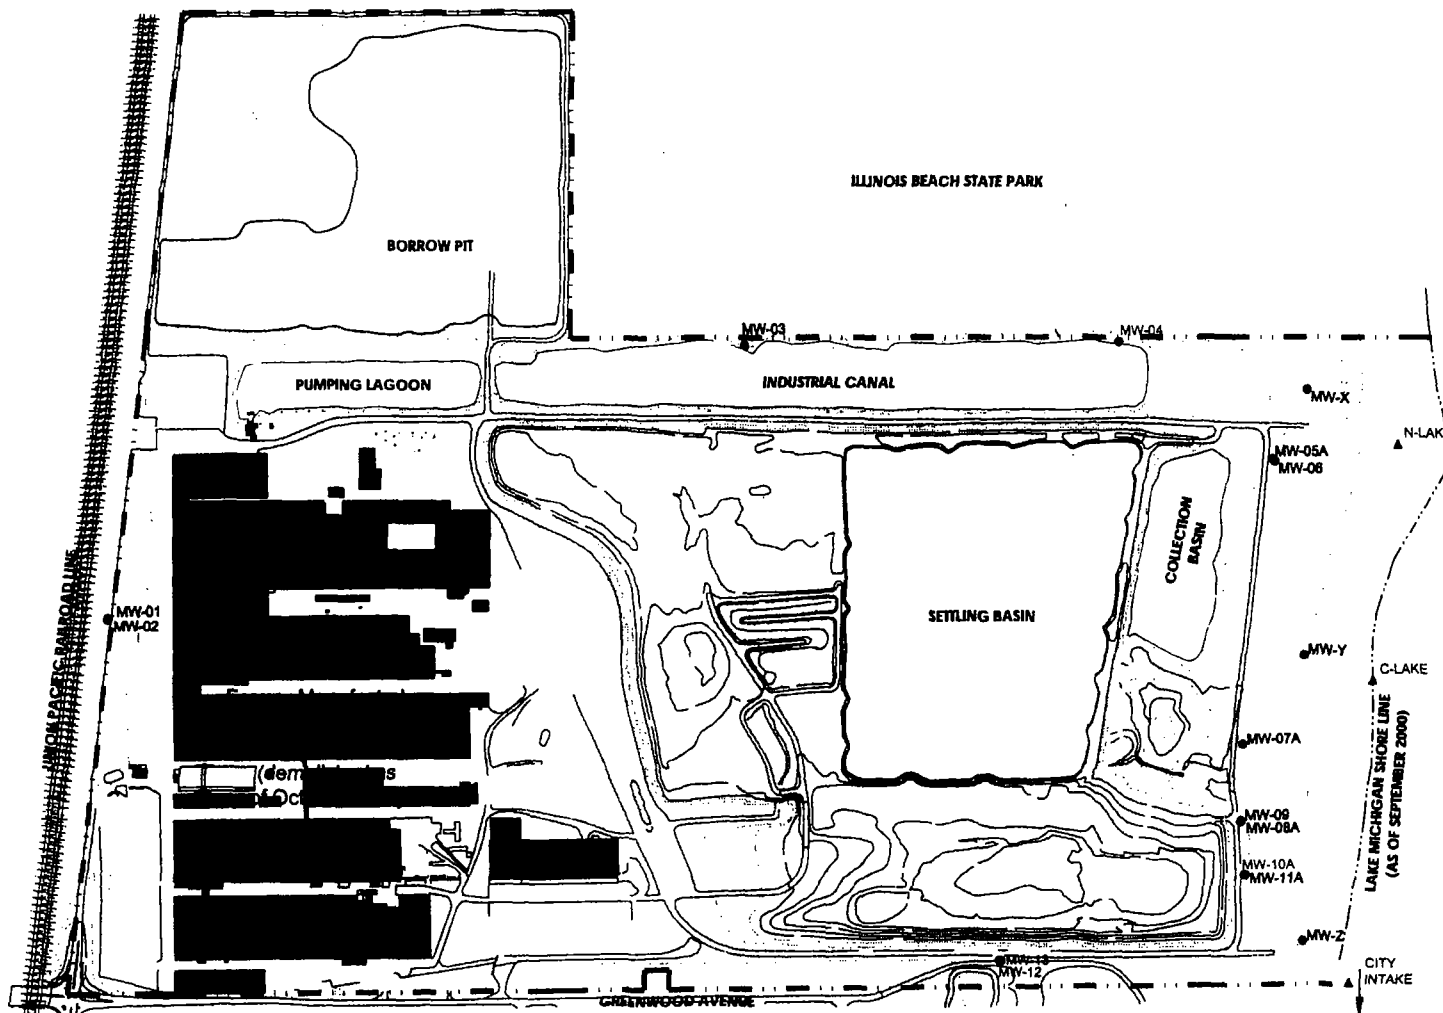 ILLINOIS BEACH STATE PARK
BORROW PIT
MW-03
MW-04
PUMPING LAGOON
INDUSTRIAL CANAL
MW-X
N-LAK
MW-05A
MW-06
COLLECTION
BASIN
UNION PACIFIC RAILROAD LINE
MW-01
MW-02
SETTLING BASIN
MW-Y
C-LAKE
LAKE MICHIGAN SHORE LINE
(AS OF SEPTEMBER 2000)
MW-07A
MW-09
MW-08A
MW-10A
MW-11A
MW-Z
MW-13
MW-12
CITY
INTAKE
GREENWOOD AVENUE